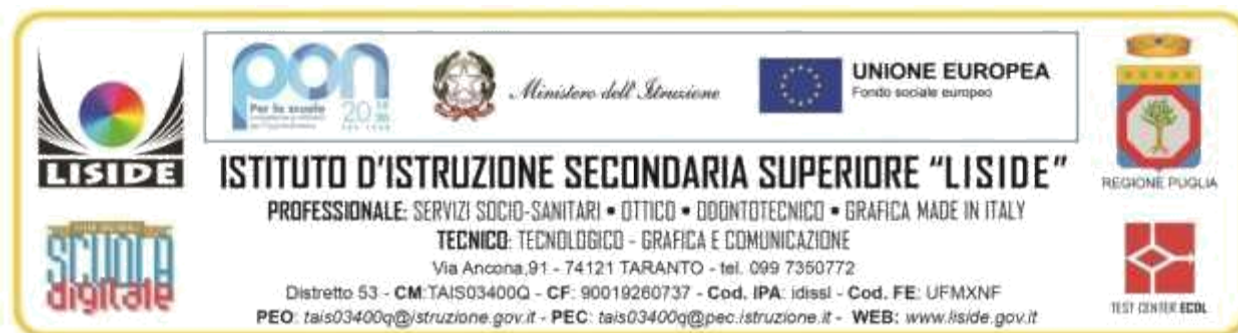 LISIDE
SCUOLA
digitale
pon
Per la scuola
20
Ministero dell'Istruzione
UNIONE EUROPEA
Fondo sociale europeo
ISTITUTO D'ISTRUZIONE SECONDARIA SUPERIORE "LISIDE"
PROFESSIONALE: SERVIZI SOCIO-SANITARI • OTTICO • ODONTOTECNICO • GRAFICA MADE IN ITALY
TECNICO: TECNOLOGICO - GRAFICA E COMUNICAZIONE
Via Ancona,91 - 74121 TARANTO - tel. 099 7350772
Distretto 53 - CM:TAIS03400Q - CF: 90019260737 - Cod. IPA: idissl - Cod. FE: UFMXNF
PEO: tais03400q@istruzione.gov.it - PEC: tais03400q@pec.istruzione.it - WEB: www.liside.gov.it
REGIONE PUGLIA
TEST CENTER ECDL